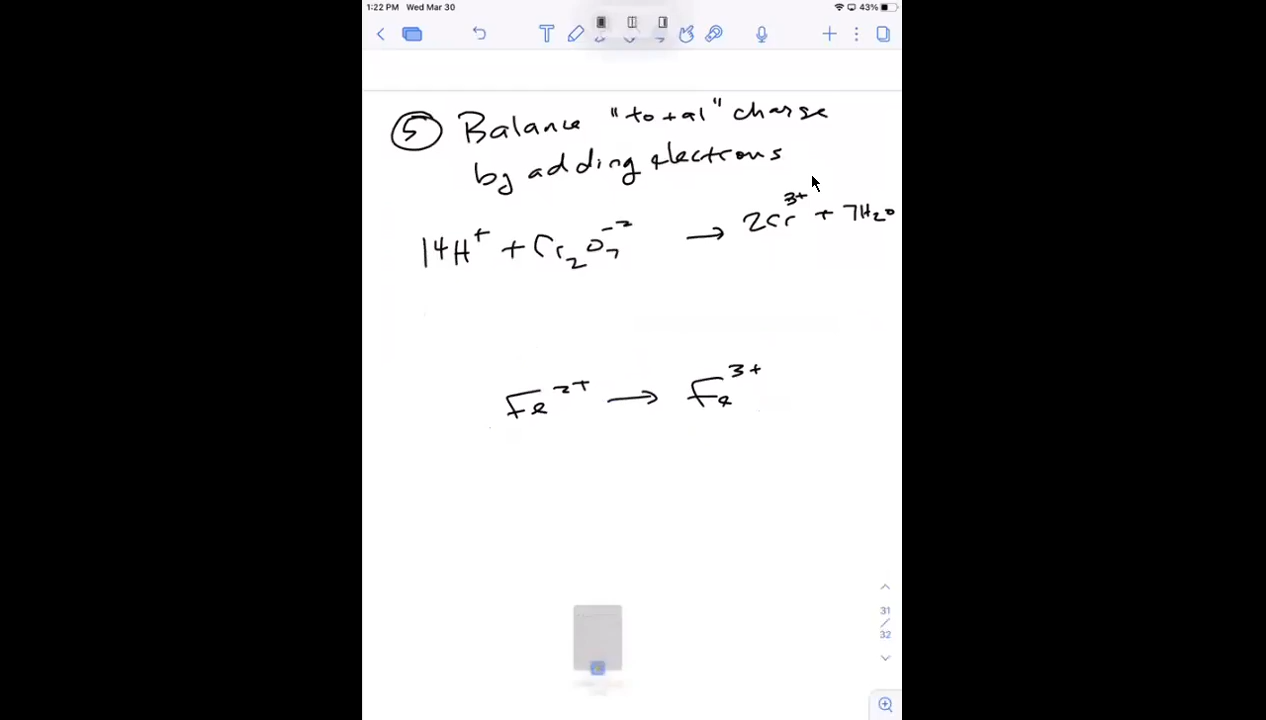 1:22 PM Wed Mar 30 43%
⑤ Balance "total" charge
by adding electrons
14H⁺ + Cr₂O₇⁻² → 2Cr³⁺ + 7H₂O
Fe²⁺ → Fe³⁺
31
/
32